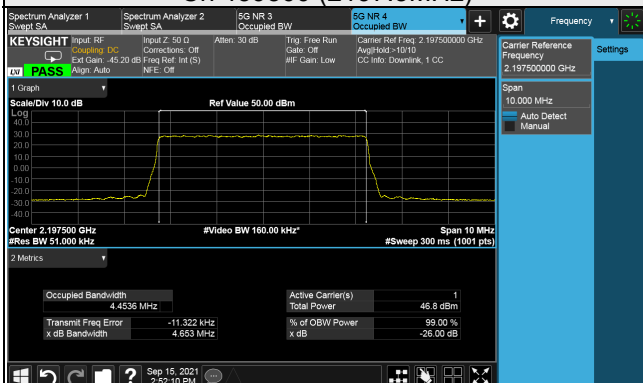 Spectrum Analyzer 1
Swept SA
Spectrum Analyzer 2
Swept SA
5G NR 3
Occupied BW
5G NR 4
Occupied BW
Frequency
KEYSIGHT
Input: RF
Coupling: DC
Ext Gain: -45.20 dB
Align: Auto
Input Z: 50 Ω
Corrections: Off
Freq Ref: Int (S)
NFE: Off
Atten: 30 dB
Trig: Free Run
Gate: Off
#IF Gain: Low
Carrier Ref Freq: 2.197500000 GHz
Avg|Hold:>10/10
CC Info: Downlink, 1 CC
LXI PASS
Carrier Reference
Frequency
2.197500000 GHz
Settings
Span
10.000 MHz
Auto Detect
Manual
1 Graph
Scale/Div 10.0 dB
Ref Value 50.00 dBm
Log
40.0
30.0
20.0
10.0
0.00
-10.0
-20.0
-30.0
-40.0
Center 2.197500 GHz
#Video BW 160.00 kHz*
Span 10 MHz
#Res BW 51.000 kHz
#Sweep 300 ms (1001 pts)
2 Metrics
Occupied Bandwidth
4.4536 MHz
Active Carrier(s) 1
Total Power 46.8 dBm
Transmit Freq Error -11.322 kHz
% of OBW Power 99.00 %
x dB Bandwidth 4.653 MHz
x dB -26.00 dB
Sep 15, 2021
2:52:10 PM